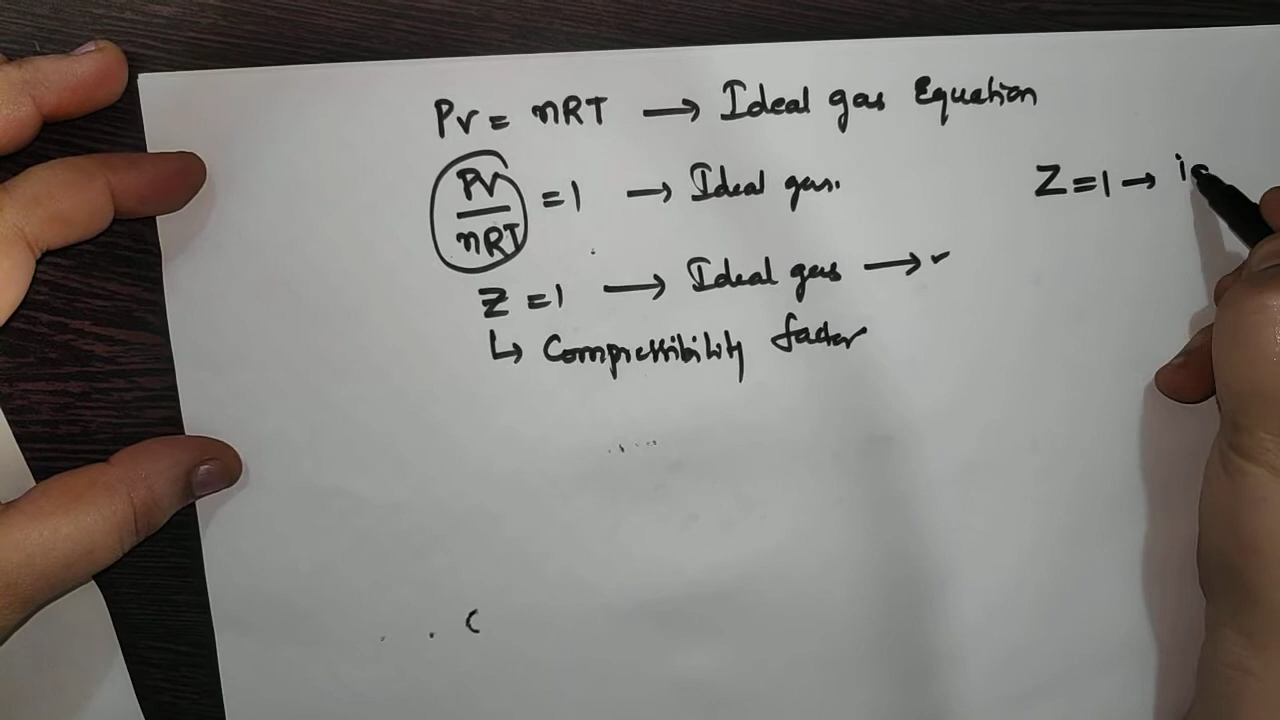 PV = nRT → Ideal gas Equation
PV/nRT = 1 → Ideal gas.
Z = 1 →
Z = 1 → Ideal gas →
↳ Compressibility factor